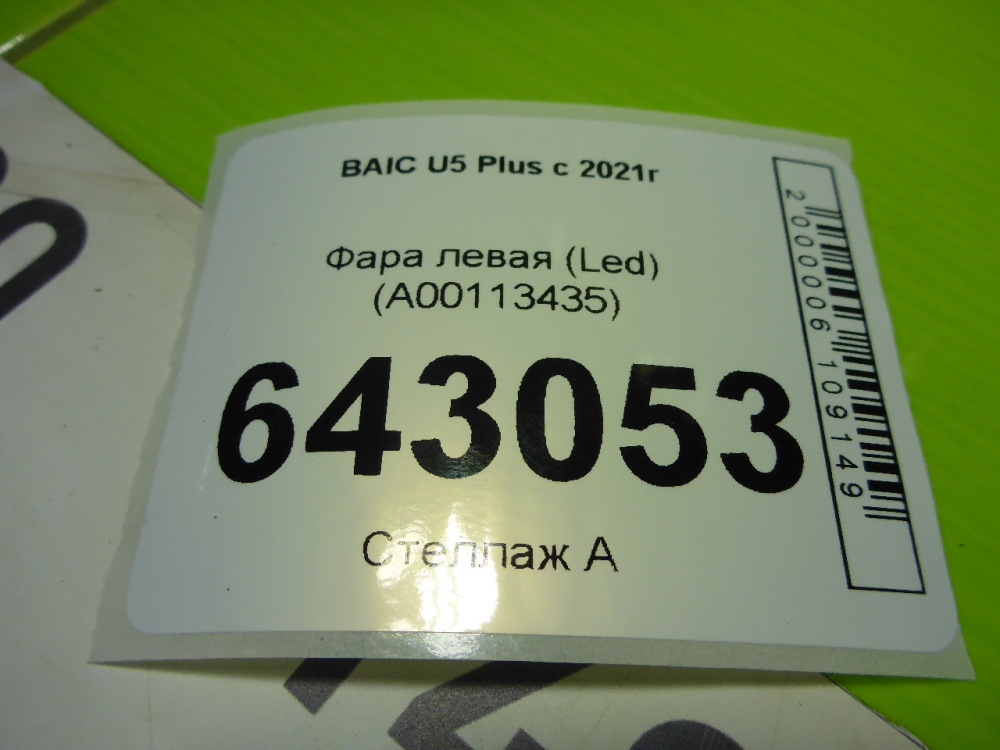 BAIC U5 Plus с 2021г
Фара левая (Led)
(A00113435)
643053
Стеллаж А
2000006109149